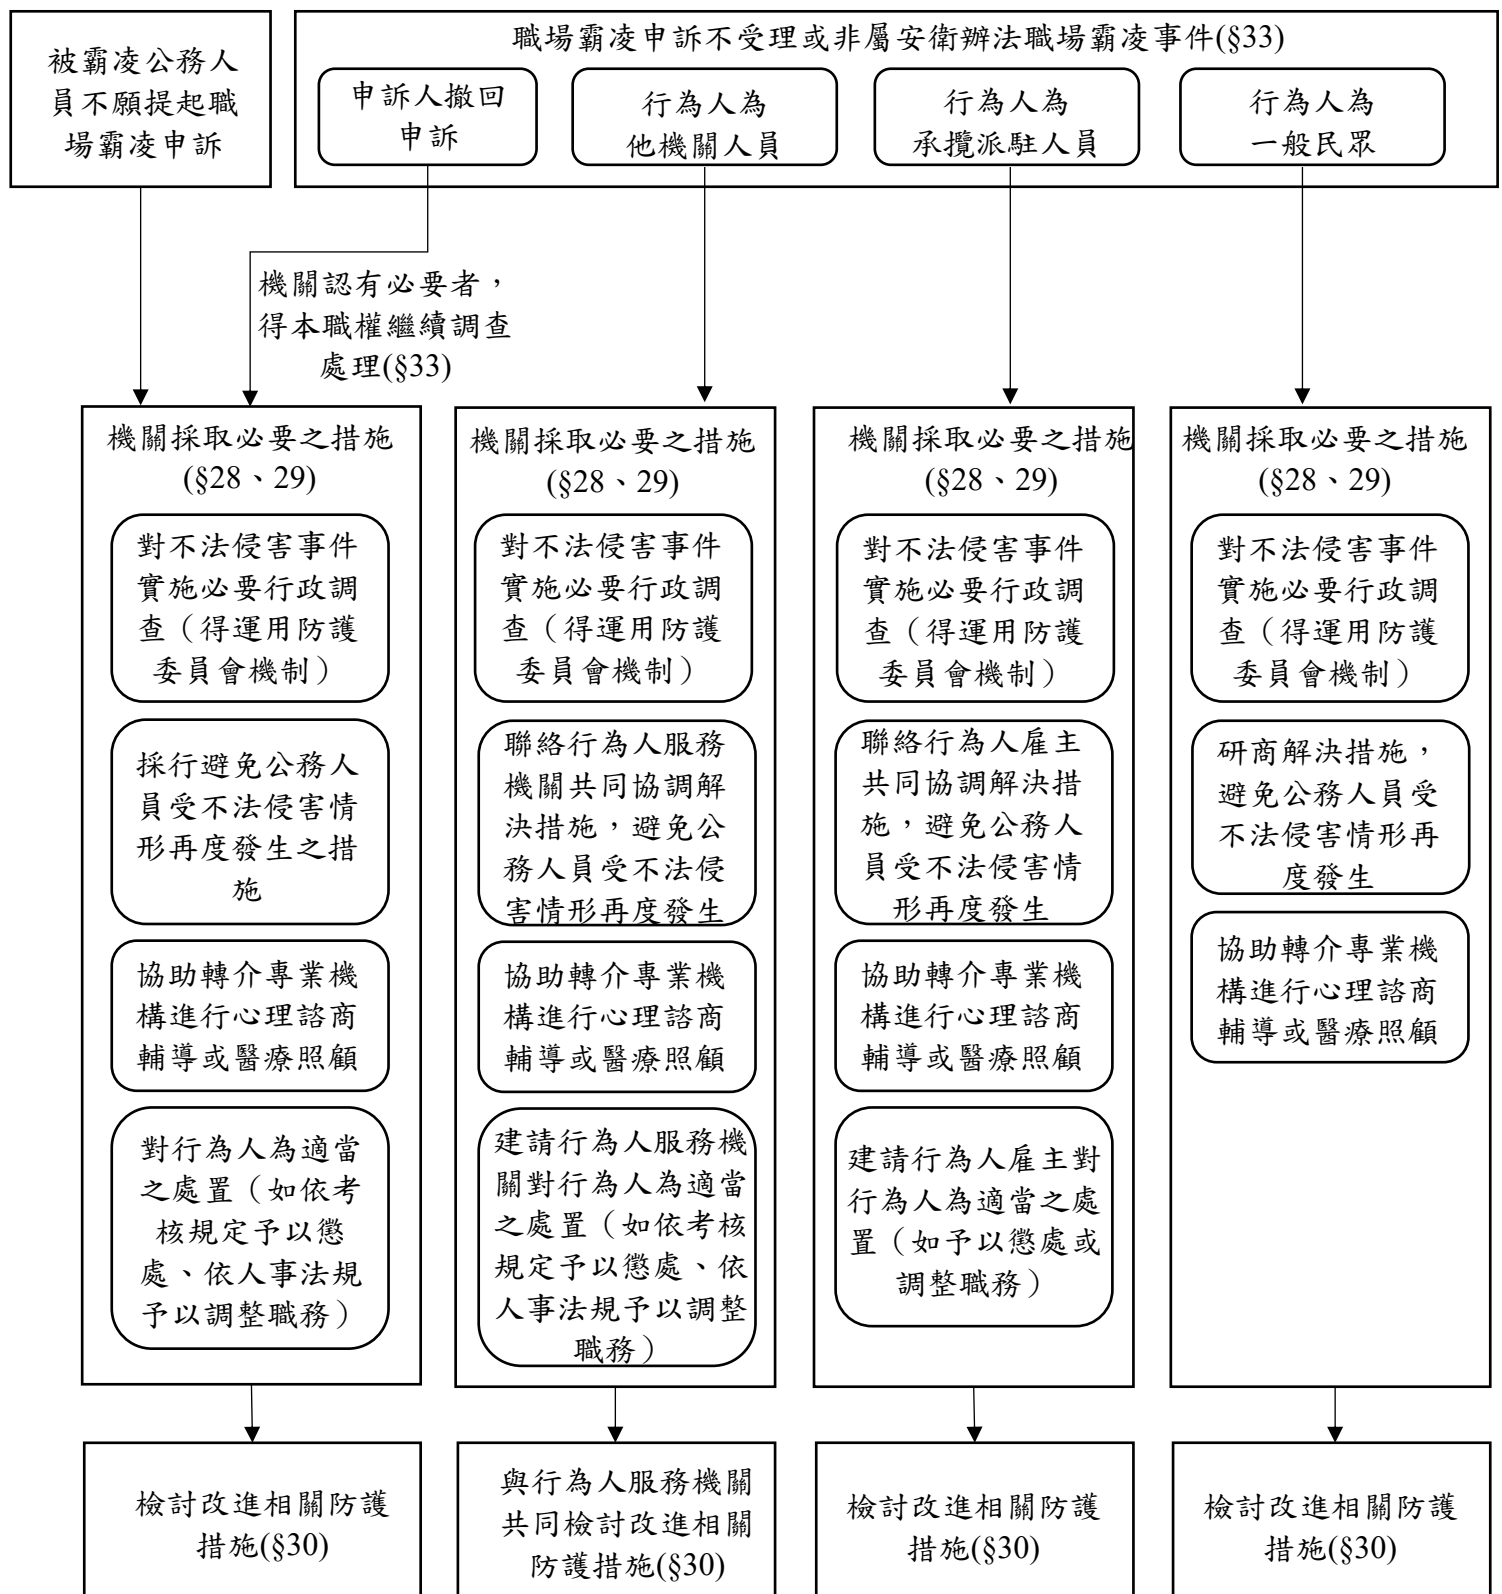 被霸凌公務人
員不願提起職
場霸凌申訴
職場霸凌申訴不受理或非屬安衛辦法職場霸凌事件(§33)
申訴人撤回
申訴
行為人為
他機關人員
行為人為
承攬派駐人員
行為人為
一般民眾
機關認有必要者，
得本職權繼續調查
處理(§33)
機關採取必要之措施
(§28、29)
對不法侵害事件
實施必要行政調
查（得運用防護
委員會機制）
採行避免公務人
員受不法侵害情
形再度發生之措
施
協助轉介專業機
構進行心理諮商
輔導或醫療照顧
對行為人為適當
之處置（如依考
核規定予以懲
處、依人事法規
予以調整職務）
檢討改進相關防護
措施(§30)
機關採取必要之措施
(§28、29)
對不法侵害事件
實施必要行政調
查（得運用防護
委員會機制）
聯絡行為人服務
機關共同協調解
決措施，避免公
務人員受不法侵
害情形再度發生
協助轉介專業機
構進行心理諮商
輔導或醫療照顧
建請行為人服務機
關對行為人為適當
之處置（如依考核
規定予以懲處、依
人事法規予以調整
職務）
與行為人服務機關
共同檢討改進相關
防護措施(§30)
機關採取必要之措施
(§28、29)
對不法侵害事件
實施必要行政調
查（得運用防護
委員會機制）
聯絡行為人雇主
共同協調解決措
施，避免公務人
員受不法侵害情
形再度發生
協助轉介專業機
構進行心理諮商
輔導或醫療照顧
建請行為人雇主對
行為人為適當之處
置（如予以懲處或
調整職務）
檢討改進相關防護
措施(§30)
機關採取必要之措施
(§28、29)
對不法侵害事件
實施必要行政調
查（得運用防護
委員會機制）
研商解決措施，
避免公務人員受
不法侵害情形再
度發生
協助轉介專業機
構進行心理諮商
輔導或醫療照顧
檢討改進相關防護
措施(§30)